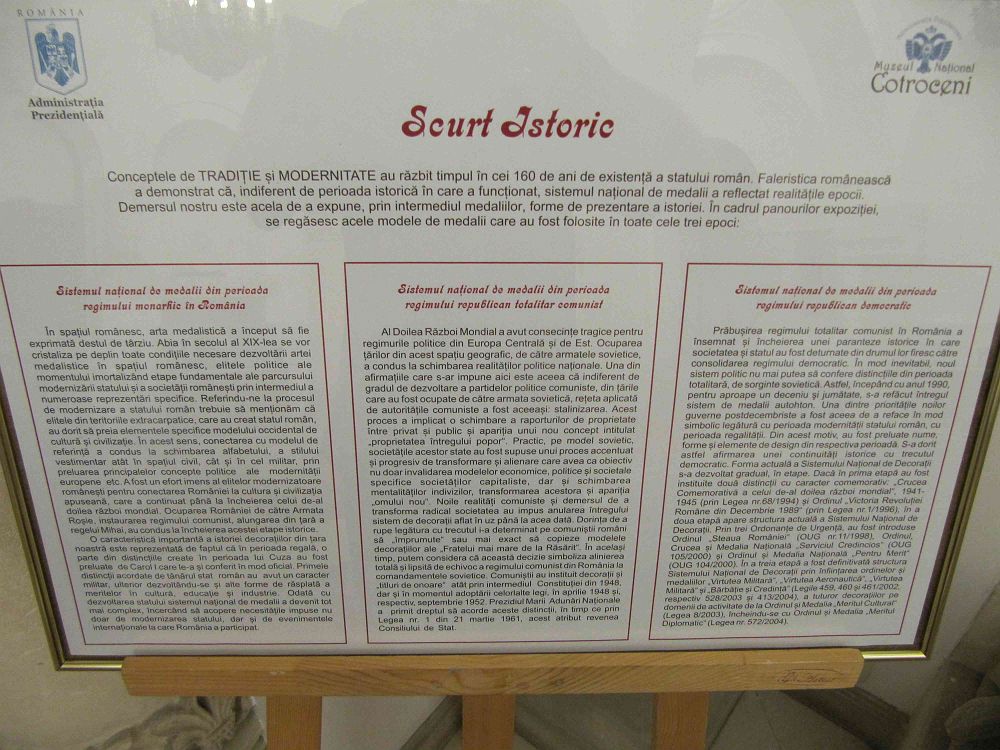 ROMÂNIA
Administrația
Prezidențială
Muzeul Național
Cotroceni
Scurt Istoric
Conceptele de TRADIȚIE și MODERNITATE au răzbit timpul în cei 160 de ani de existență a statului român. Faleristica românească
a demonstrat că, indiferent de perioada istorică în care a funcționat, sistemul național de medalii a reflectat realitățile epocii.
Demersul nostru este acela de a expune, prin intermediul medaliilor, forme de prezentare a istoriei. În cadrul panourilor expoziției,
se regăsesc acele modele de medalii care au fost folosite în toate cele trei epoci:
Sistemul național de medalii din perioada
regimului monarhic în România
În spațiul românesc, arta medalistică a început să fie
exprimată destul de târziu. Abia în secolul al XIX-lea se vor
cristaliza pe deplin toate condițiile necesare dezvoltării artei
medalistice în spațiul românesc, elitele politice ale
momentului imortalizând etape fundamentale ale parcursului
modernizării statului și a societății românești prin intermediul a
numeroase reprezentări specifice. Referindu-ne la procesul
de modernizare a statului român trebuie să menționăm că
elitele din teritoriile extracarpatice, care au creat statul român,
au dorit să preia elementele specifice modelului occidental de
cultură și civilizație. În acest sens, conectarea cu modelul de
referință a condus la schimbarea alfabetului, a stilului
vestimentar atât în spațiul civil, cât și în cel militar, prin
preluarea principalelor concepte politice ale modernității
europene etc. A fost un efort imens al elitelor modernizatoare
românești pentru conectarea României la cultura și civilizația
apuseană, care a continuat până la încheierea celui de-al
doilea război mondial. Ocuparea României de către Armata
Roșie, instaurarea regimului comunist, alungarea din țară a
regelui Mihai, au condus la încheierea acestei etape istorice.
O caracteristică importantă a istoriei decorațiilor din țara
noastră este reprezentată de faptul că în perioada regală, o
parte din distincțiile create în perioada lui Cuza au fost
preluate de Carol I care le-a și conferit în mod oficial. Primele
distincții acordate de tânărul stat român au avut un caracter
militar, ulterior dezvoltându-se și alte forme de răsplată a
meritelor în cultură, educație și industrie. Odată cu
dezvoltarea statului sistemul național de medalii a devenit tot
mai complex, încercând să acopere necesitățile impuse nu
doar de modernizarea statului, dar și de evenimentele
internaționale la care România a participat.
Sistemul național de medalii din perioada
regimului republican totalitar comunist
Al Doilea Război Mondial a avut consecințe tragice pentru
regimurile politice din Europa Centrală și de Est. Ocuparea
țărilor din acest spațiu geografic, de către armatele sovietice,
a condus la schimbarea realităților politice naționale. Una din
afirmațiile care s-ar impune aici este aceea că indiferent de
gradul de dezvoltare a partidelor politice comuniste, din țările
care au fost ocupate de către armata sovietică, rețeta aplicată
de autoritățile comuniste a fost aceeași: stalinizarea. Acest
proces a implicat o schimbare a raporturilor de proprietate
între privat și public și apariția unui nou concept intitulat
„proprietatea întregului popor”. Practic, pe model sovietic,
societățile acestor state au fost supuse unui proces accentuat
și progresiv de transformare și alienare care avea ca obiectiv
nu doar invalidarea modelelor economice, politice și societale
specifice societăților capitaliste, dar și schimbarea
mentalităților indivizilor, transformarea acestora și apariția
„omului nou”. Noile realități comuniste și demersul de a
transforma radical societatea au impus anularea întregului
sistem de decorații aflat în uz până la acea dată. Dorința de a
rupe legătura cu trecutul i-a determinat pe comuniștii români
să „împrumute” sau mai exact să copieze modelele
decorațiilor ale „Fratelui mai mare de la Răsărit”. În același
timp, putem considera că această decizie simboliza alinierea
totală și lipsită de echivoc a regimului comunist din România la
comandamentele sovietice. Comuniștii au instituit decorații și
„titluri de onoare” atât prin intermediul Constituției din 1948,
dar și în momentul adoptării celorlalte legi, în aprilie 1948 și,
respectiv, septembrie 1952. Prezidiul Marii Adunări Naționale
a primit dreptul să acorde aceste distincții, în timp ce prin
Legea nr. 1 din 21 martie 1961, acest atribut revenea
Consiliului de Stat.
Sistemul național de medalii din perioada
regimului republican democratic
Prăbușirea regimului totalitar comunist în România a
însemnat și încheierea unei paranteze istorice în care
societatea și statul au fost deturnate din drumul lor firesc către
consolidarea regimului democratic. În mod inevitabil, noul
sistem politic nu mai putea să confere distincțiile din perioada
totalitară, de sorginte sovietică. Astfel, începând cu anul 1990,
pentru aproape un deceniu și jumătate, s-a refăcut întregul
sistem de medalii autohton. Una dintre prioritățile noilor
guverne postdecembriste a fost aceea de a reface în mod
simbolic legătură cu perioada modernității statului român, cu
perioada regalității. Din acest motiv, au fost preluate nume,
forme și elemente de design din respectiva perioadă. S-a dorit
astfel afirmarea unei continuități istorice cu trecutul
democratic. Forma actuală a Sistemului Național de Decorații
s-a dezvoltat gradual, în etape. Dacă în prima etapă au fost
instituite două distincții cu caracter comemorativ: „Crucea
Comemorativă a celui de-al doilea război mondial”, 1941-
1945 (prin Legea nr.68/1994) și Ordinul „Victoria Revoluției
Române din Decembrie 1989” (prin Legea nr.1/1996), în a
doua etapă apare structura actuală a Sistemului Național de
Decorații. Prin trei Ordonanțe de Urgență, au fost introduse
Ordinul „Steaua României” (OUG nr.11/1998), Ordinul,
Crucea și Medalia Națională „Serviciul Credincios” (OUG
105/2000) și Ordinul și Medalia Națională „Pentru Merit”
(OUG 104/2000). În a treia etapă a fost definitivată structura
Sistemului Național de Decorații prin înființarea ordinelor și
medaliilor „Virtutea Militară”, „Virtutea Aeronautică”, „Virtutea
Militară” și „Bărbăție și Credință” (Legile 459, 460 și 461/2002,
respectiv 528/2003 și 413/2004), a tuturor decorațiilor pe
domenii de activitate de la Ordinul și Medalia „Meritul Cultural”
(Legea 8/2003), încheindu-se cu Ordinul și Medalia „Meritul
Diplomatic” (Legea nr. 572/2004).